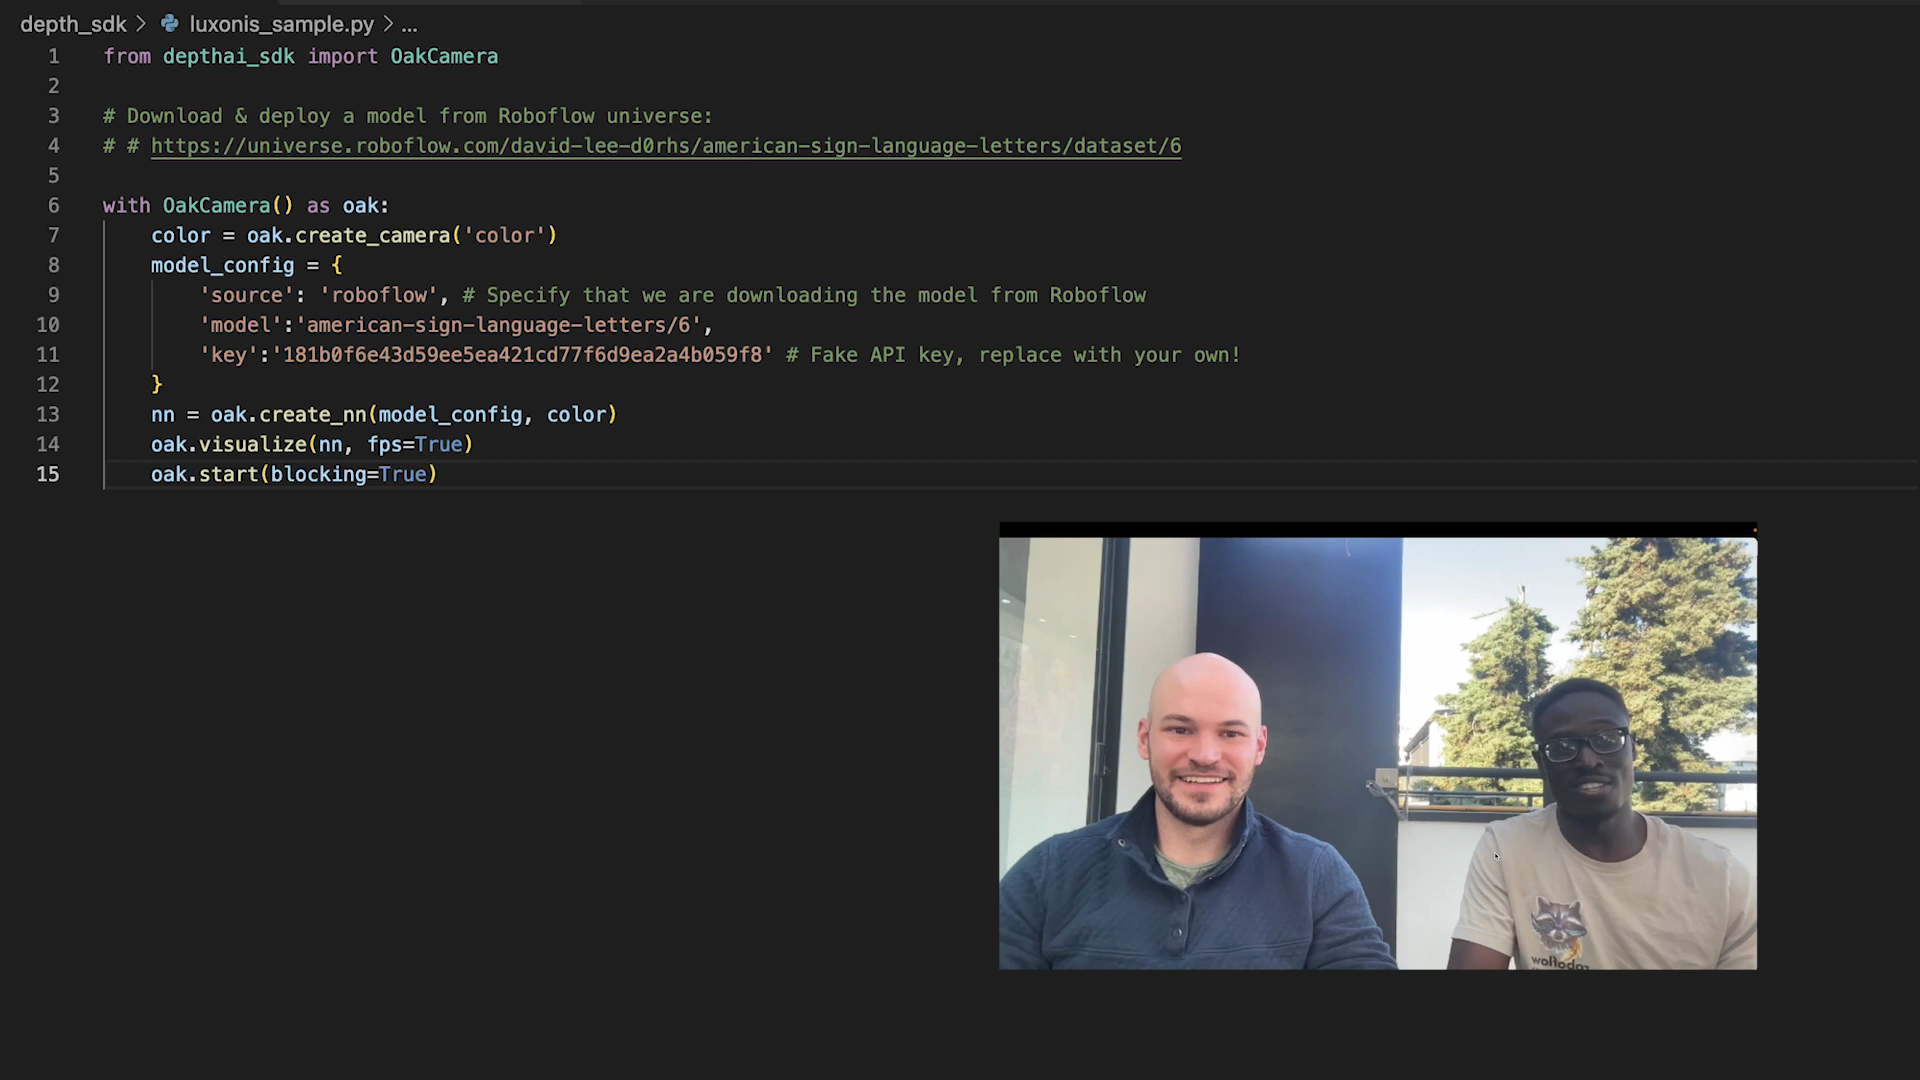 depth_sdk > luxonis_sample.py > ...
1 from depthai_sdk import OakCamera
2
3 # Download & deploy a model from Roboflow universe:
4 # # https://universe.roboflow.com/david-lee-d0rhs/american-sign-language-letters/dataset/6
5
6 with OakCamera() as oak:
7 color = oak.create_camera('color')
8 model_config = {
9 'source': 'roboflow', # Specify that we are downloading the model from Roboflow
10 'model':'american-sign-language-letters/6',
11 'key':'181b0f6e43d59ee5ea421cd77f6d9ea2a4b059f8' # Fake API key, replace with your own!
12 }
13 nn = oak.create_nn(model_config, color)
14 oak.visualize(nn, fps=True)
15 oak.start(blocking=True)
roboflow